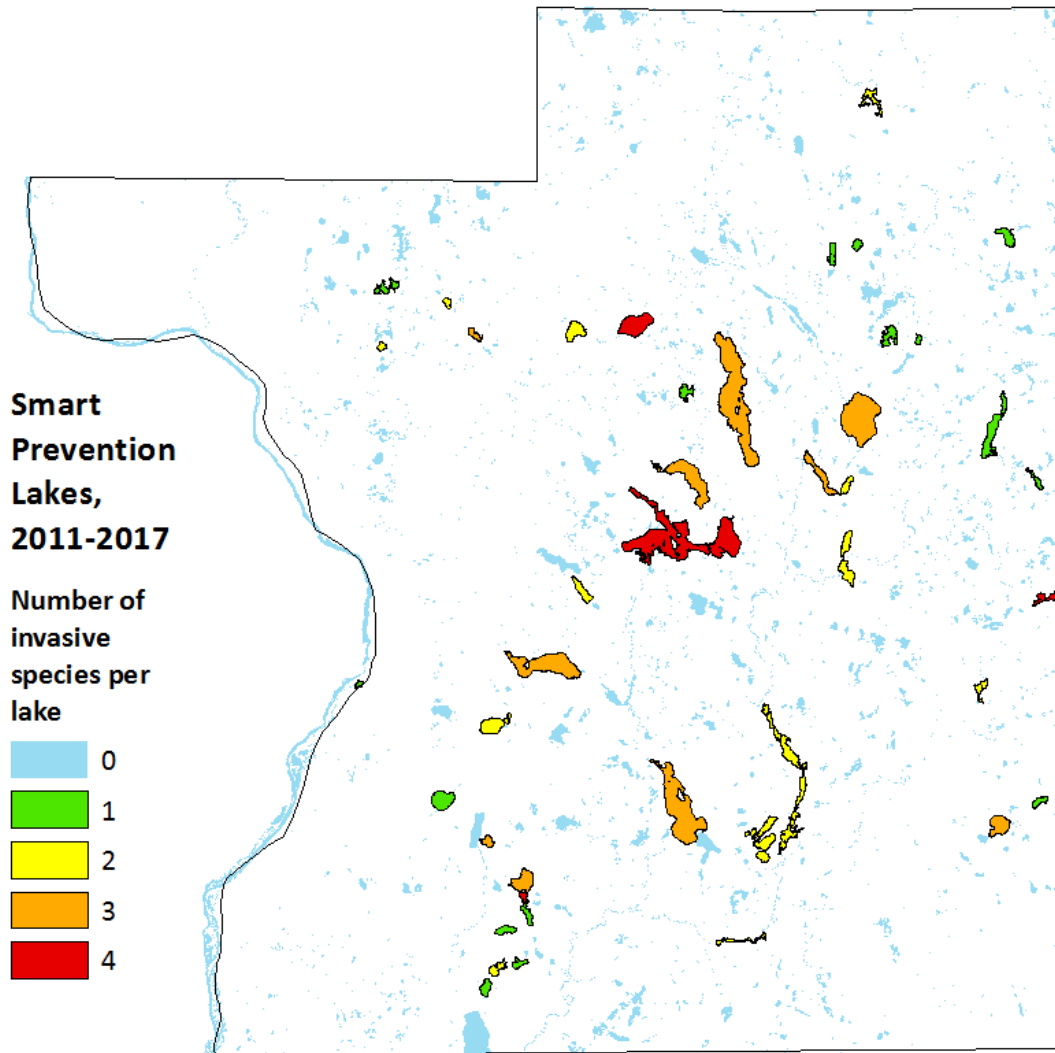 Smart
Prevention
Lakes,
2011-2017
Number of
invasive
species per
lake
0
1
2
3
4